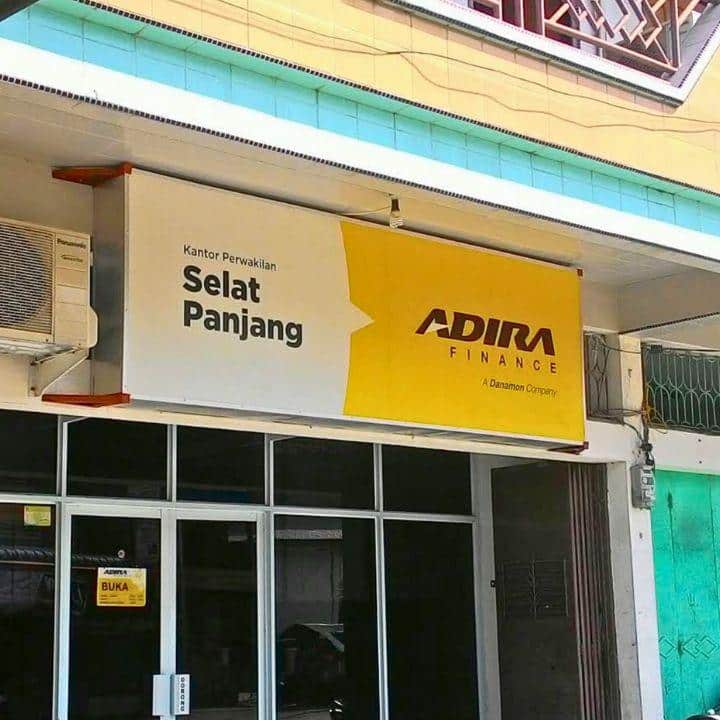 Kantor Perwakilan
Selat
Panjang
ADIRA
FINANCE
A Danamon Company
Panasonic
ADIRA
BUKA
DORONG